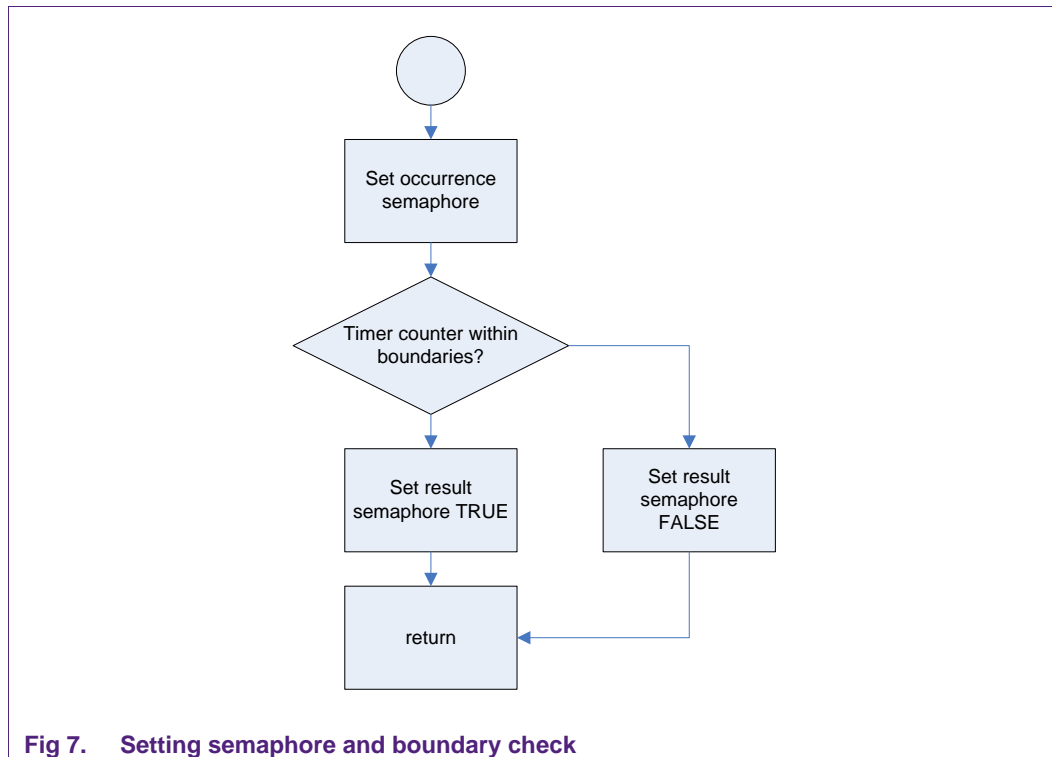 Set occurrence
semaphore
Timer counter within
boundaries?
Set result
semaphore TRUE
Set result
semaphore
FALSE
return
Fig 7. Setting semaphore and boundary check